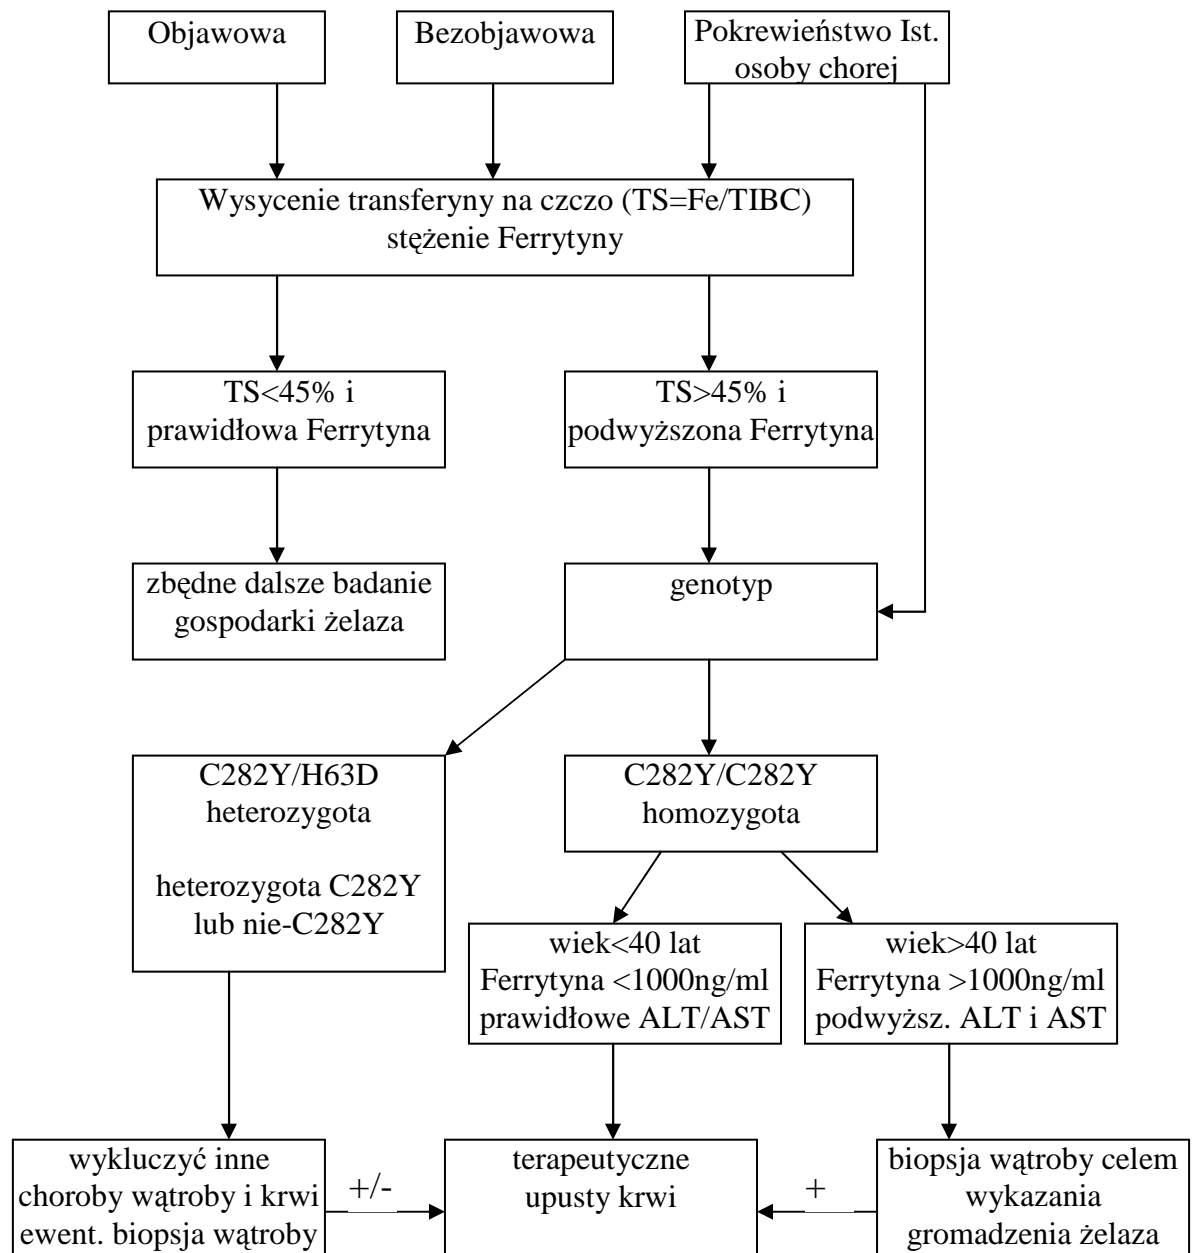 Objawowa
Bezobjawowa
Pokrewieństwo Ist.
osoby chorej
Wysycenie transferyny na czczo (TS=Fe/TIBC)
stężenie Ferrytyny
TS<45% i
prawidłowa Ferrytyna
TS>45% i
podwyższona Ferrytyna
zbędne dalsze badanie
gospodarki żelaza
genotyp
C282Y/H63D
heterozygota
heterozygota C282Y
lub nie-C282Y
C282Y/C282Y
homozygota
wiek<40 lat
Ferrytyna <1000ng/ml
prawidłowe ALT/AST
wiek>40 lat
Ferrytyna >1000ng/ml
podwyższ. ALT i AST
wykluczyć inne
choroby wątroby i krwi
ewent. biopsja wątroby
+/-
terapeutyczne
upusty krwi
+
biopsja wątroby celem
wykazania
gromadzenia żelaza